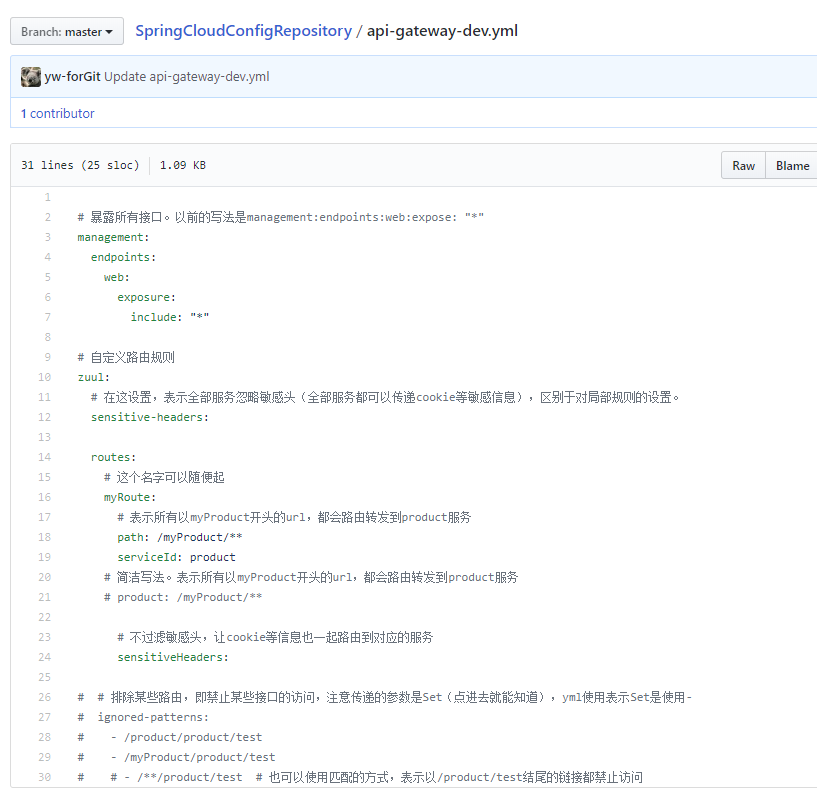 Branch: master SpringCloudConfigRepository / api-gateway-dev.yml
yw-forGit Update api-gateway-dev.yml
1 contributor
31 lines (25 sloc) 1.09 KB Raw Blame
1
2 # 暴露所有接口。以前的写法是management:endpoints:web:expose: "*"
3 management:
4   endpoints:
5     web:
6       exposure:
7         include: "*"
8
9 # 自定义路由规则
10 zuul:
11   # 在这设置，表示全部服务忽略敏感头（全部服务都可以传递cookie等敏感信息），区别于对局部规则的设置。
12   sensitive-headers:
13
14   routes:
15     # 这个名字可以随便起
16     myRoute:
17       # 表示所有以myProduct开头的url，都会路由转发到product服务
18       path: /myProduct/**
19       serviceId: product
20     # 简洁写法。表示所有以myProduct开头的url，都会路由转发到product服务
21     # product: /myProduct/**
22
23       # 不过滤敏感头，让cookie等信息也一起路由到对应的服务
24       sensitiveHeaders:
25
26 #  # 排除某些路由，即禁止某些接口的访问，注意传递的参数是Set（点进去就能知道），yml使用表示Set是使用-
27 #  ignored-patterns:
28 #    - /product/product/test
29 #    - /myProduct/product/test
30 #    # - /**/product/test  # 也可以使用匹配的方式，表示以/product/test结尾的链接都禁止访问